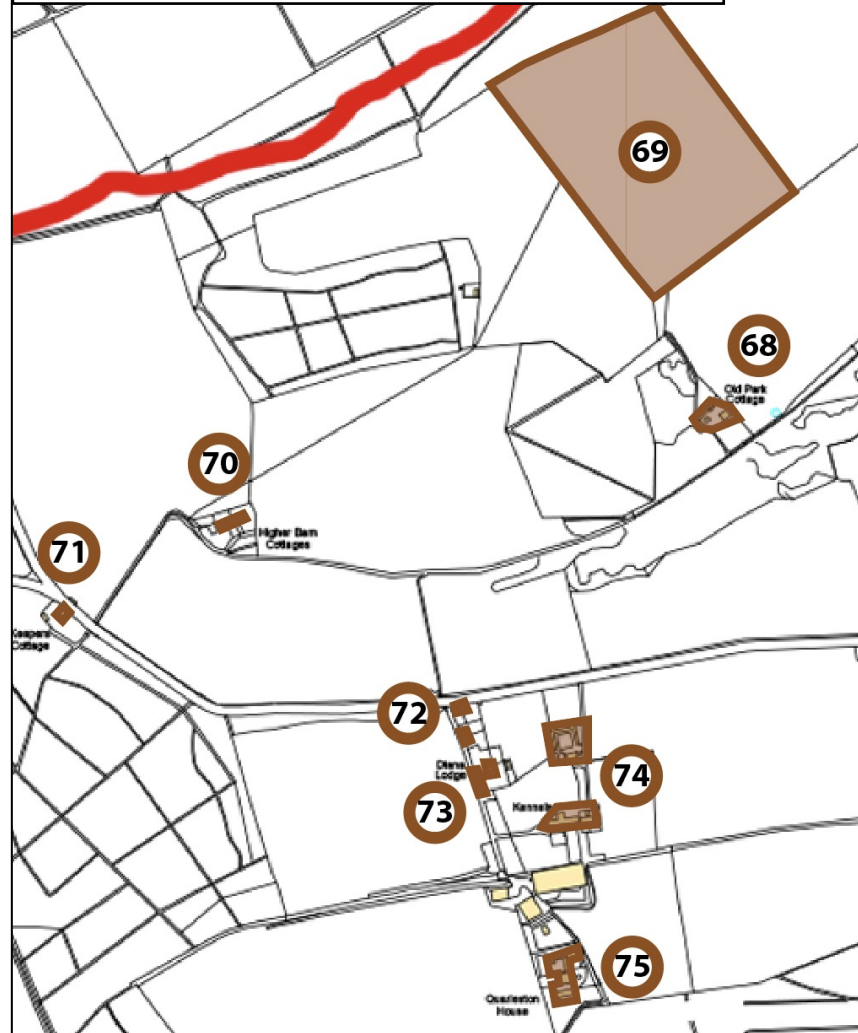 69
68
Old Park
Cottage
70
Higher Barn
Cottages
71
Keepers
Cottage
72
Diana
Lodge
74
73
Kennels
75
Quarleston
House